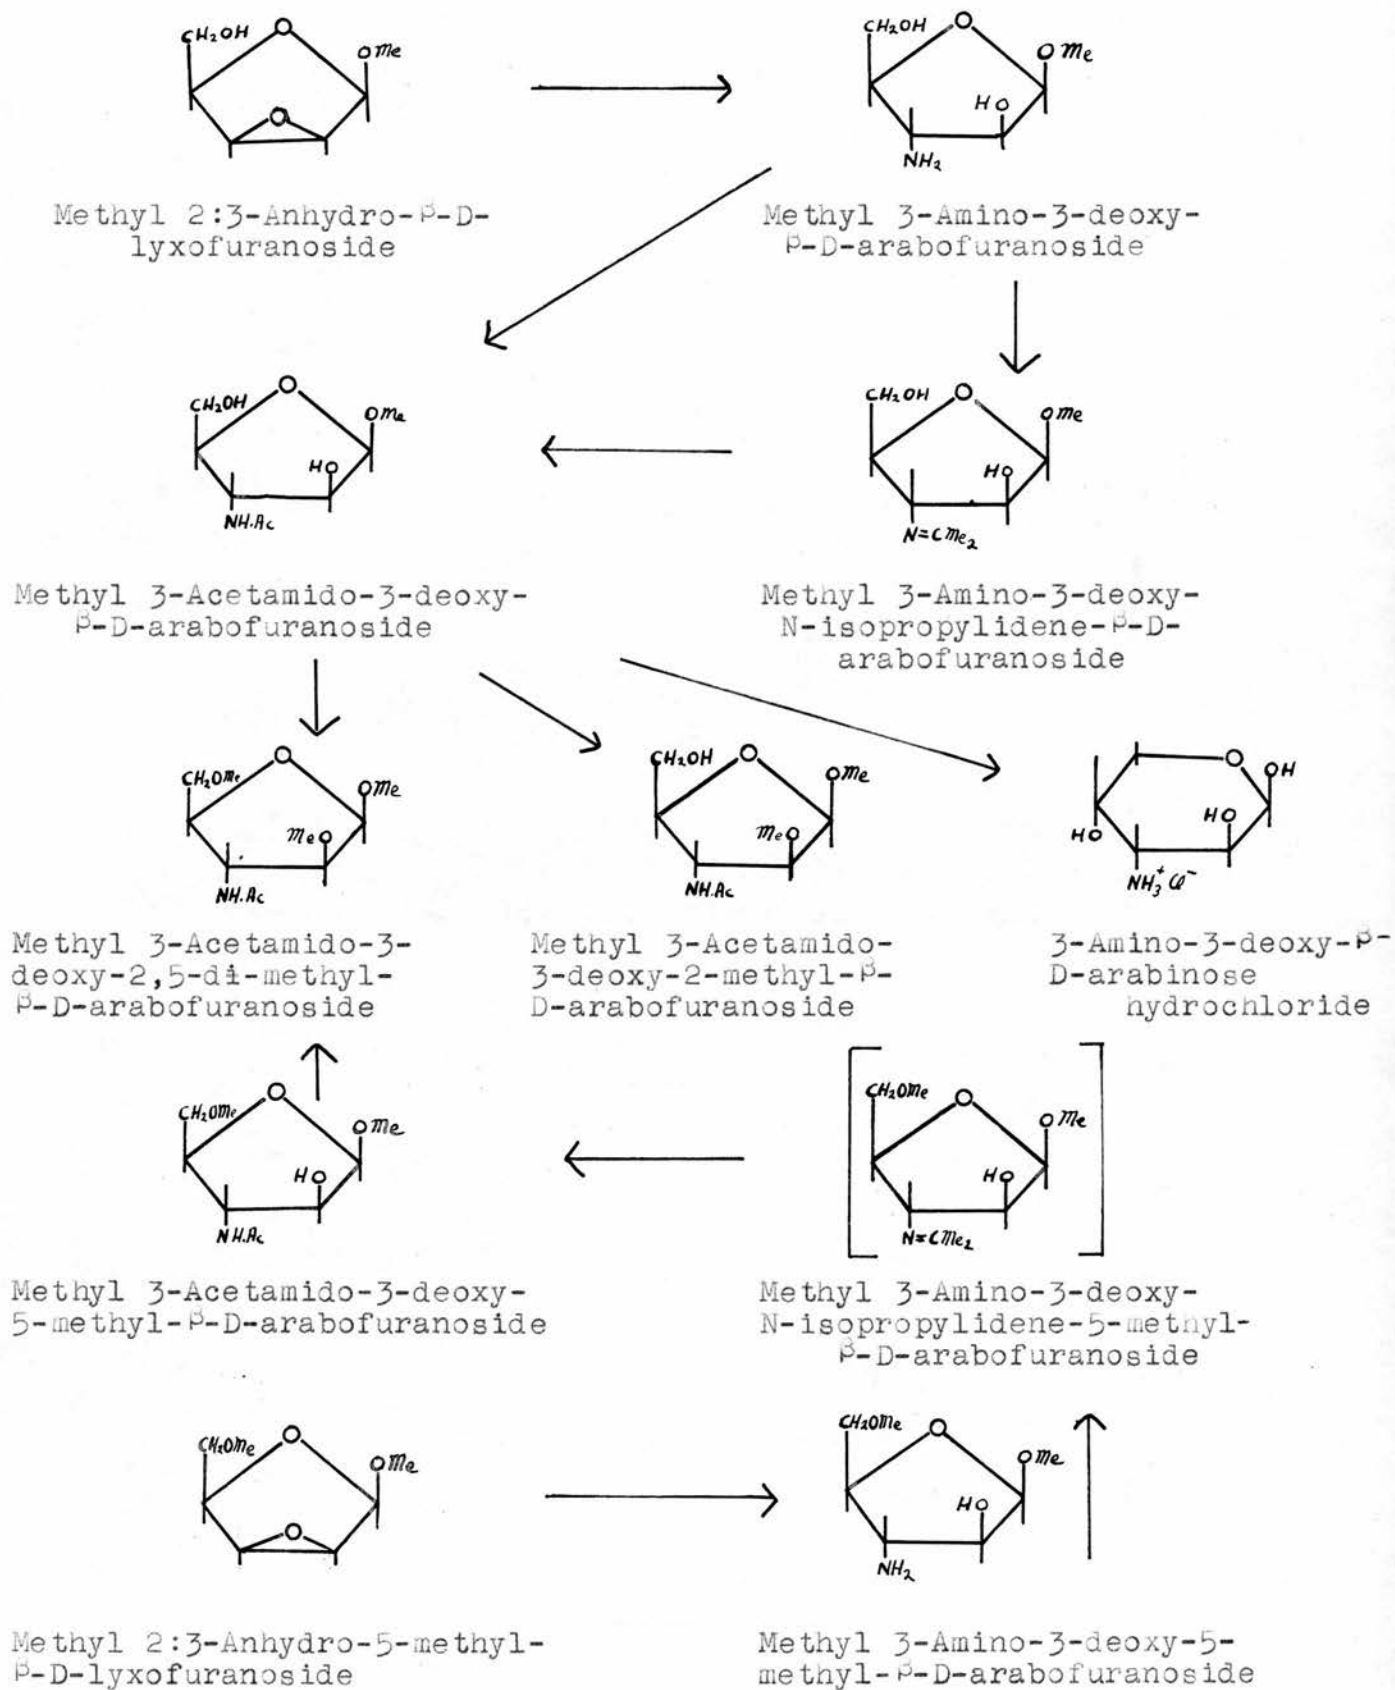 CH₂OH O OMe
O
CH₂OH O OMe
HO
NH₂
Methyl 2:3-Anhydro-β-D-
lyxofuranoside
Methyl 3-Amino-3-deoxy-
β-D-arabofuranoside
CH₂OH O OMe
HO
NH.Ac
CH₂OH O OMe
HO
N=CMe₂
Methyl 3-Acetamido-3-deoxy-
β-D-arabofuranoside
Methyl 3-Amino-3-deoxy-
N-isopropylidene-β-D-
arabofuranoside
CH₂OMe O OMe
MeO
NH.Ac
CH₂OH O OMe
MeO
NH.Ac
O OH
HO
HO
NH₃⁺Cl⁻
Methyl 3-Acetamido-3-
deoxy-2,5-di-methyl-
β-D-arabofuranoside
Methyl 3-Acetamido-
3-deoxy-2-methyl-β-
D-arabofuranoside
3-Amino-3-deoxy-β-
D-arabinose
hydrochloride
CH₂OMe O OMe
HO
NH.Ac
CH₂OMe O OMe
HO
N=CMe₂
Methyl 3-Acetamido-3-deoxy-
5-methyl-β-D-arabofuranoside
Methyl 3-Amino-3-deoxy-
N-isopropylidene-5-methyl-
β-D-arabofuranoside
CH₂OMe O OMe
O
CH₂OMe O OMe
HO
NH₂
Methyl 2:3-Anhydro-5-methyl-
β-D-lyxofuranoside
Methyl 3-Amino-3-deoxy-5-
methyl-β-D-arabofuranoside